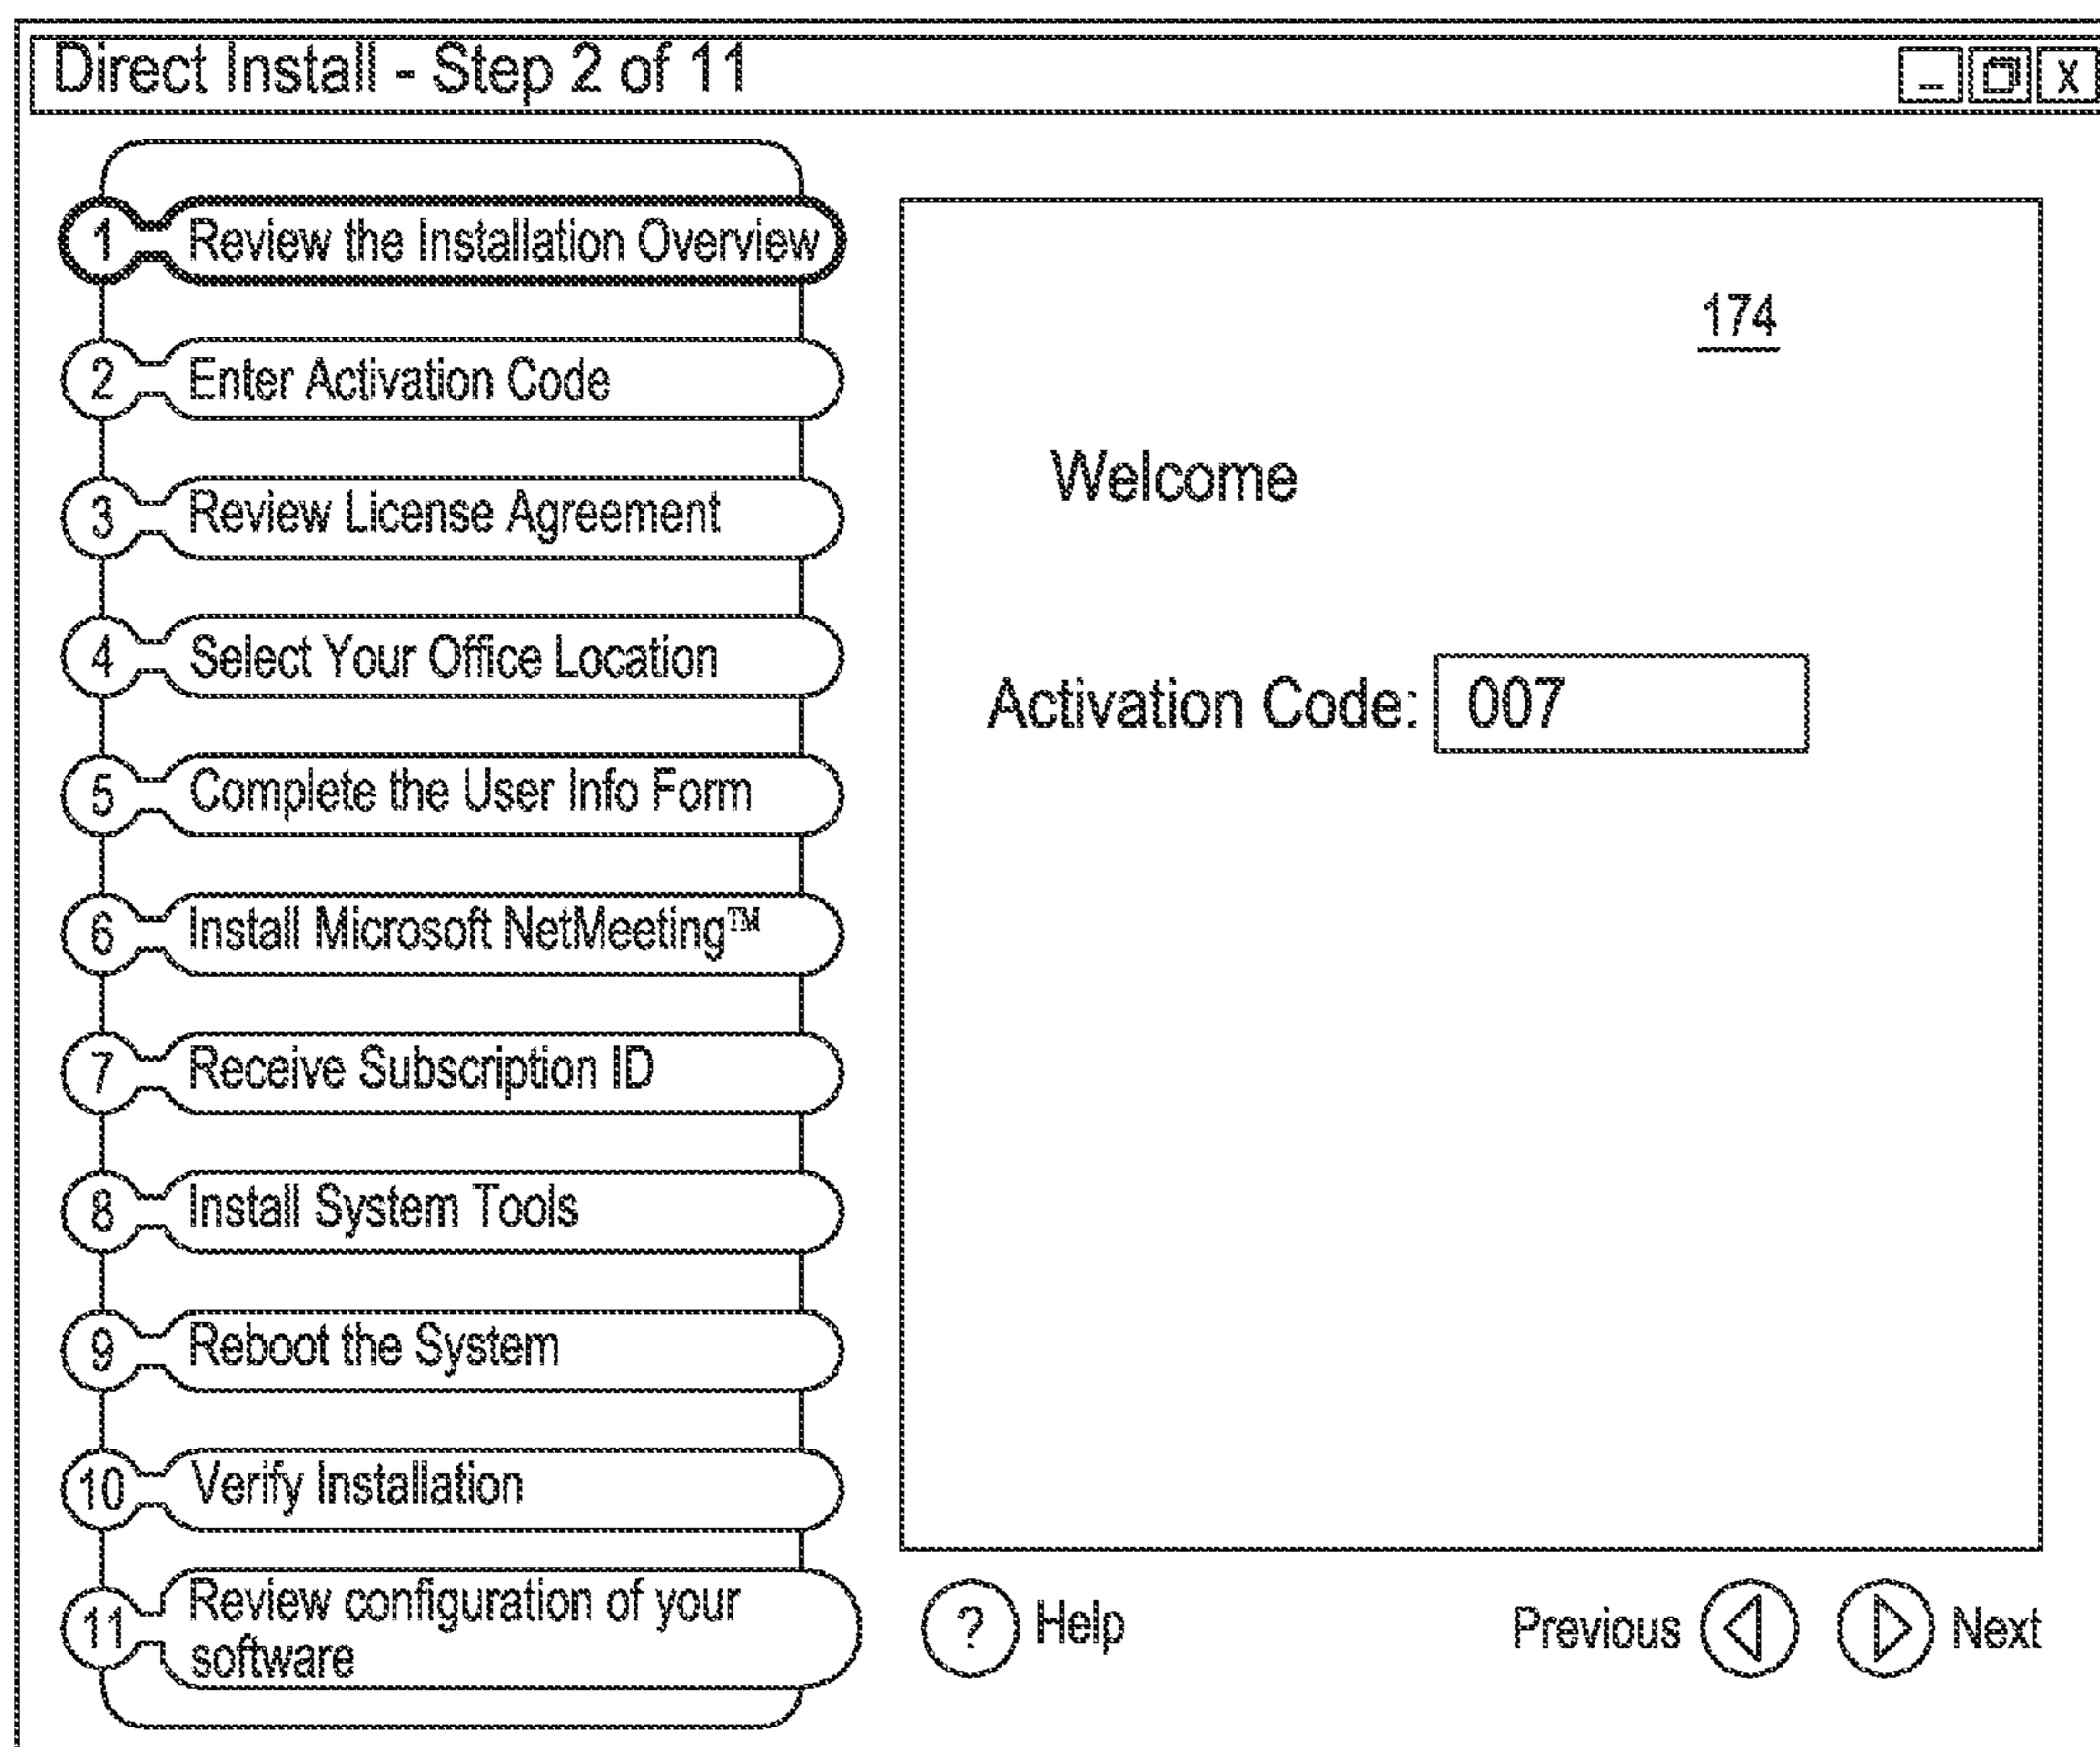 Direct Install - Step 2 of 11
X
1 Review the Installation Overview
2 Enter Activation Code
3 Review License Agreement
4 Select Your Office Location
5 Complete the User Info Form
6 Install Microsoft NetMeeting™
7 Receive Subscription ID
8 Install System Tools
9 Reboot the System
10 Verify Installation
11 Review configuration of your
software
174
Welcome
Activation Code: 007
? Help
Previous
Next